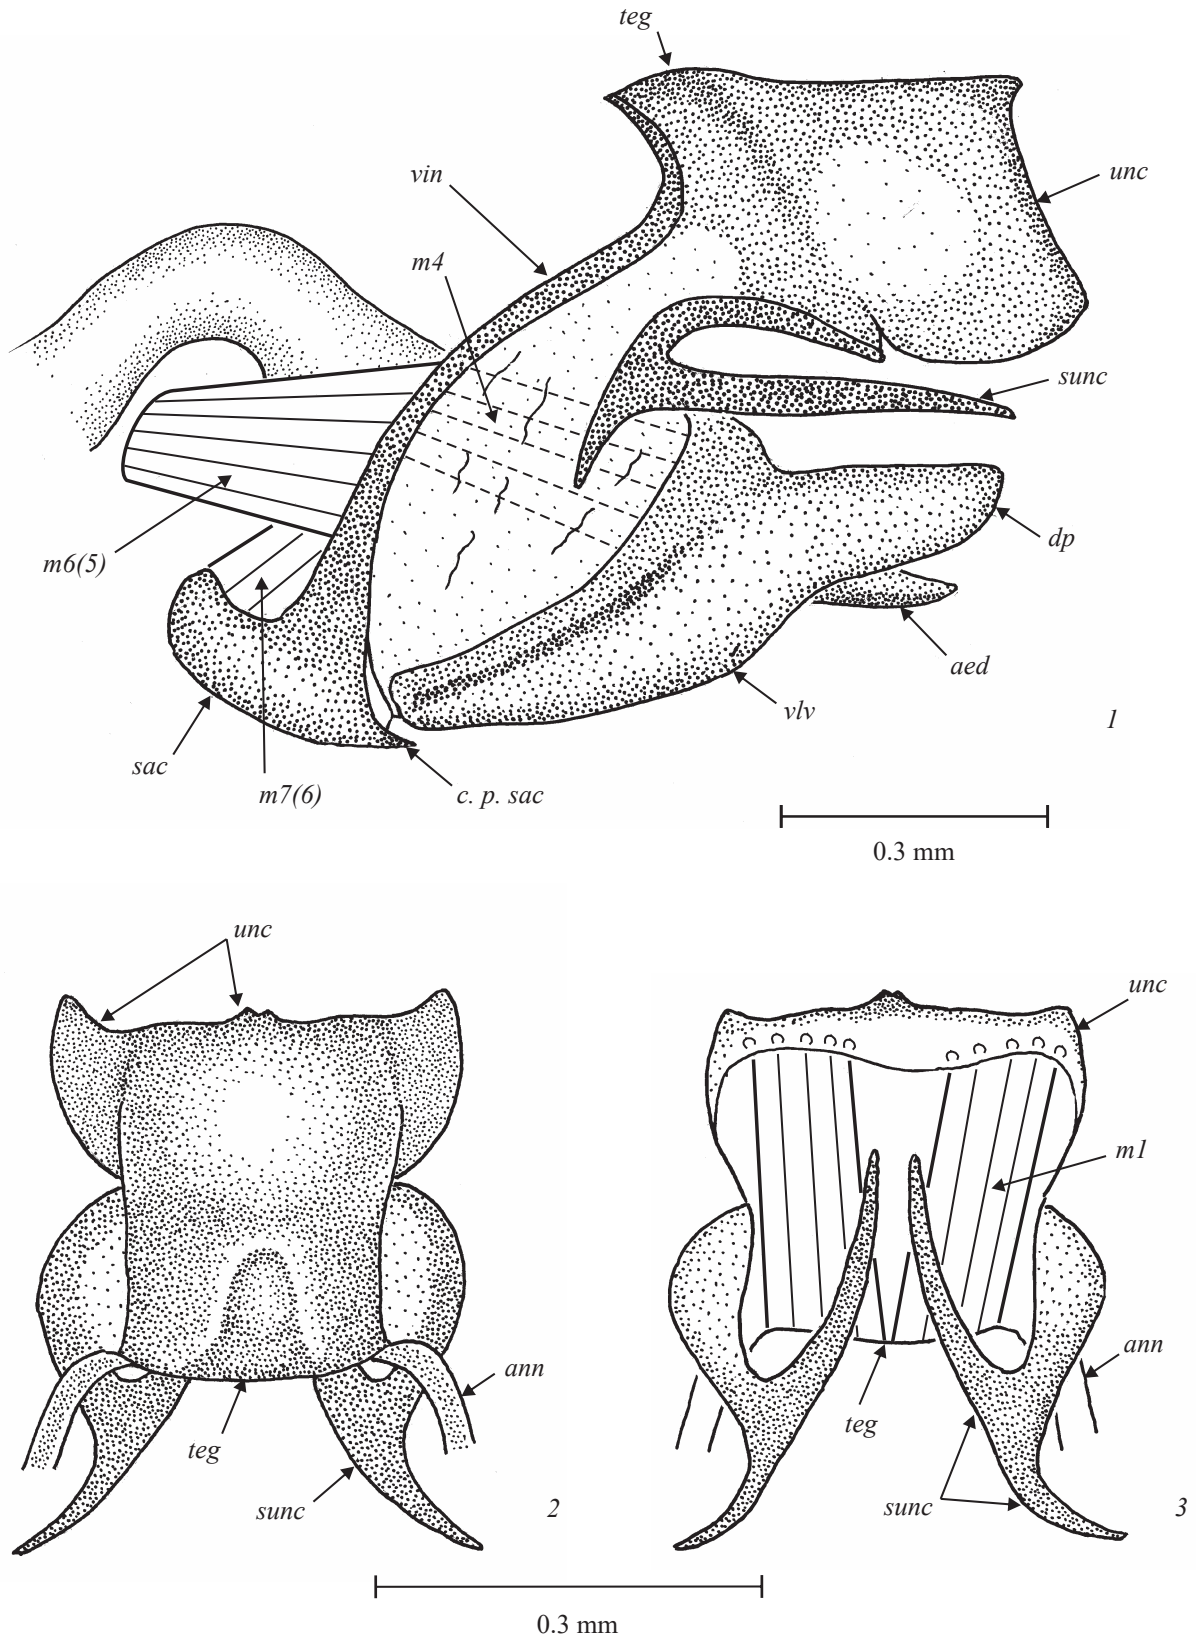 teg
vin
unc
m4
sunc
m6(5)
dp
aed
vlv
1
sac
m7(6)
c. p. sac
0.3 mm
unc
unc
m1
ann
ann
teg
teg
sunc
sunc
2
3
0.3 mm